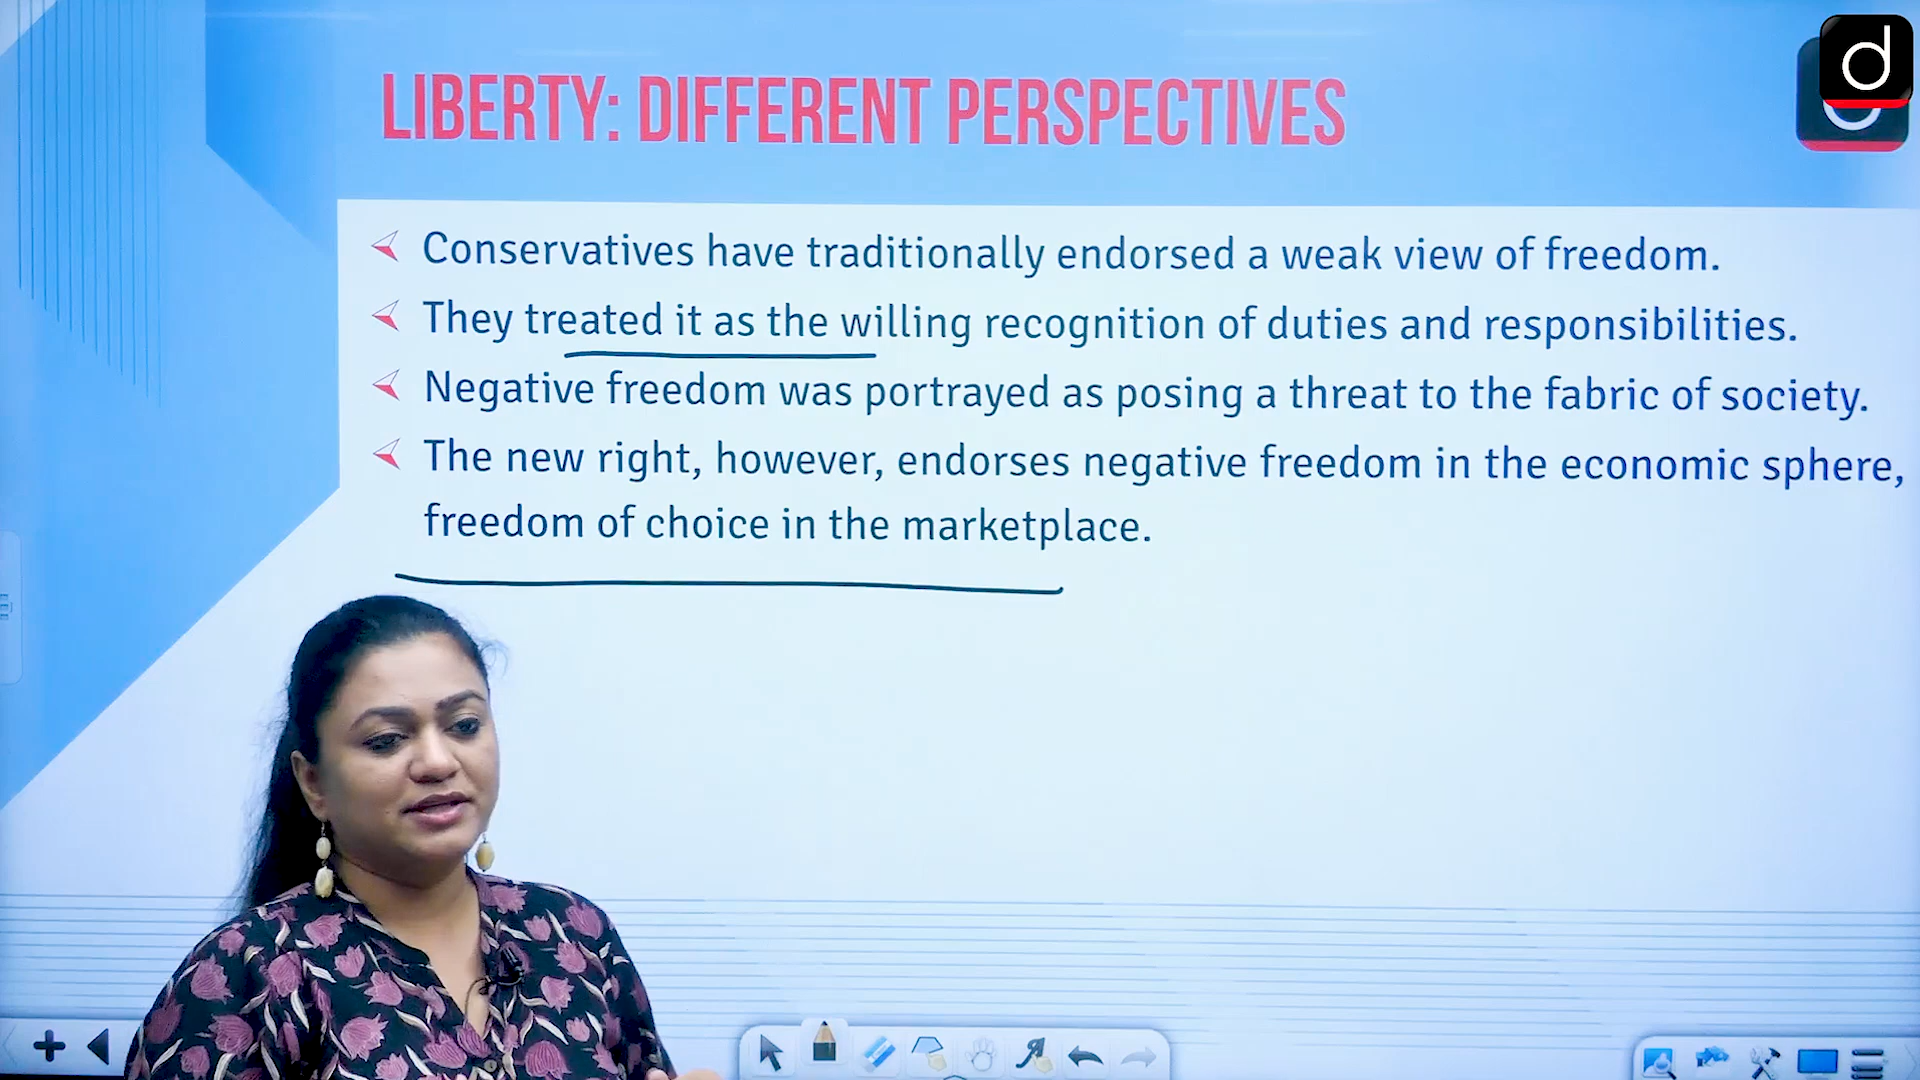 d
LIBERTY: DIFFERENT PERSPECTIVES
Conservatives have traditionally endorsed a weak view of freedom.
They treated it as the willing recognition of duties and responsibilities.
Negative freedom was portrayed as posing a threat to the fabric of society.
The new right, however, endorses negative freedom in the economic sphere,
freedom of choice in the marketplace.